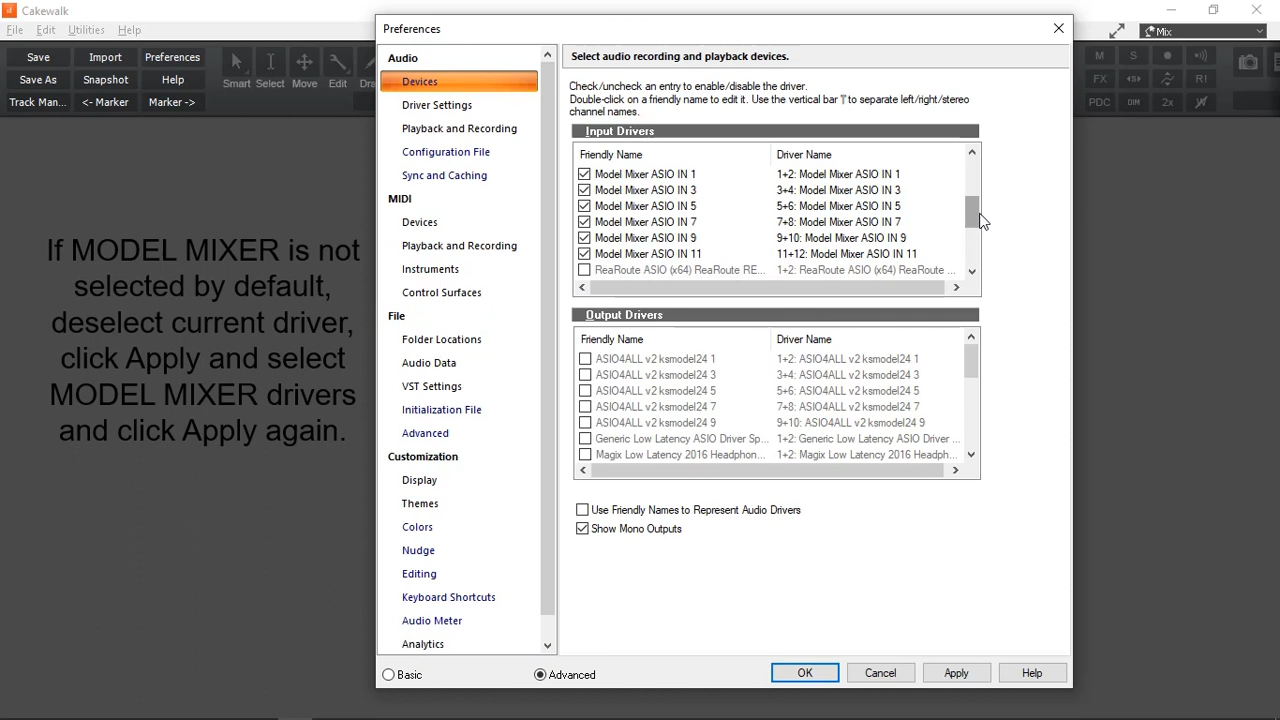 Cakewalk
File Edit Utilities Help
Mix
Save Import Preferences
Save As Snapshot Help
Track Man... <- Marker Marker ->
Smart Select Move Edit
M S
FX R!
PDC DIM 2x
If MODEL MIXER is not
selected by default,
deselect current driver,
click Apply and select
MODEL MIXER drivers
and click Apply again.
Preferences
Audio
Devices
Driver Settings
Playback and Recording
Configuration File
Sync and Caching
MIDI
Devices
Playback and Recording
Instruments
Control Surfaces
File
Folder Locations
Audio Data
VST Settings
Initialization File
Advanced
Customization
Display
Themes
Colors
Nudge
Editing
Keyboard Shortcuts
Audio Meter
Analytics
Select audio recording and playback devices.
Check/uncheck an entry to enable/disable the driver.
Double-click on a friendly name to edit it. Use the vertical bar '|' to separate left/right/stereo
channel names.
Input Drivers
Friendly Name Driver Name
Model Mixer ASIO IN 1 1+2: Model Mixer ASIO IN 1
Model Mixer ASIO IN 3 3+4: Model Mixer ASIO IN 3
Model Mixer ASIO IN 5 5+6: Model Mixer ASIO IN 5
Model Mixer ASIO IN 7 7+8: Model Mixer ASIO IN 7
Model Mixer ASIO IN 9 9+10: Model Mixer ASIO IN 9
Model Mixer ASIO IN 11 11+12: Model Mixer ASIO IN 11
ReaRoute ASIO (x64) ReaRoute RE... 1+2: ReaRoute ASIO (x64) ReaRoute ...
Output Drivers
Friendly Name Driver Name
ASIO4ALL v2 ksmodel24 1 1+2: ASIO4ALL v2 ksmodel24 1
ASIO4ALL v2 ksmodel24 3 3+4: ASIO4ALL v2 ksmodel24 3
ASIO4ALL v2 ksmodel24 5 5+6: ASIO4ALL v2 ksmodel24 5
ASIO4ALL v2 ksmodel24 7 7+8: ASIO4ALL v2 ksmodel24 7
ASIO4ALL v2 ksmodel24 9 9+10: ASIO4ALL v2 ksmodel24 9
Generic Low Latency ASIO Driver Sp... 1+2: Generic Low Latency ASIO Driver ...
Magix Low Latency 2016 Headphon... 1+2: Magix Low Latency 2016 Headph...
Use Friendly Names to Represent Audio Drivers
Show Mono Outputs
Basic Advanced OK Cancel Apply Help